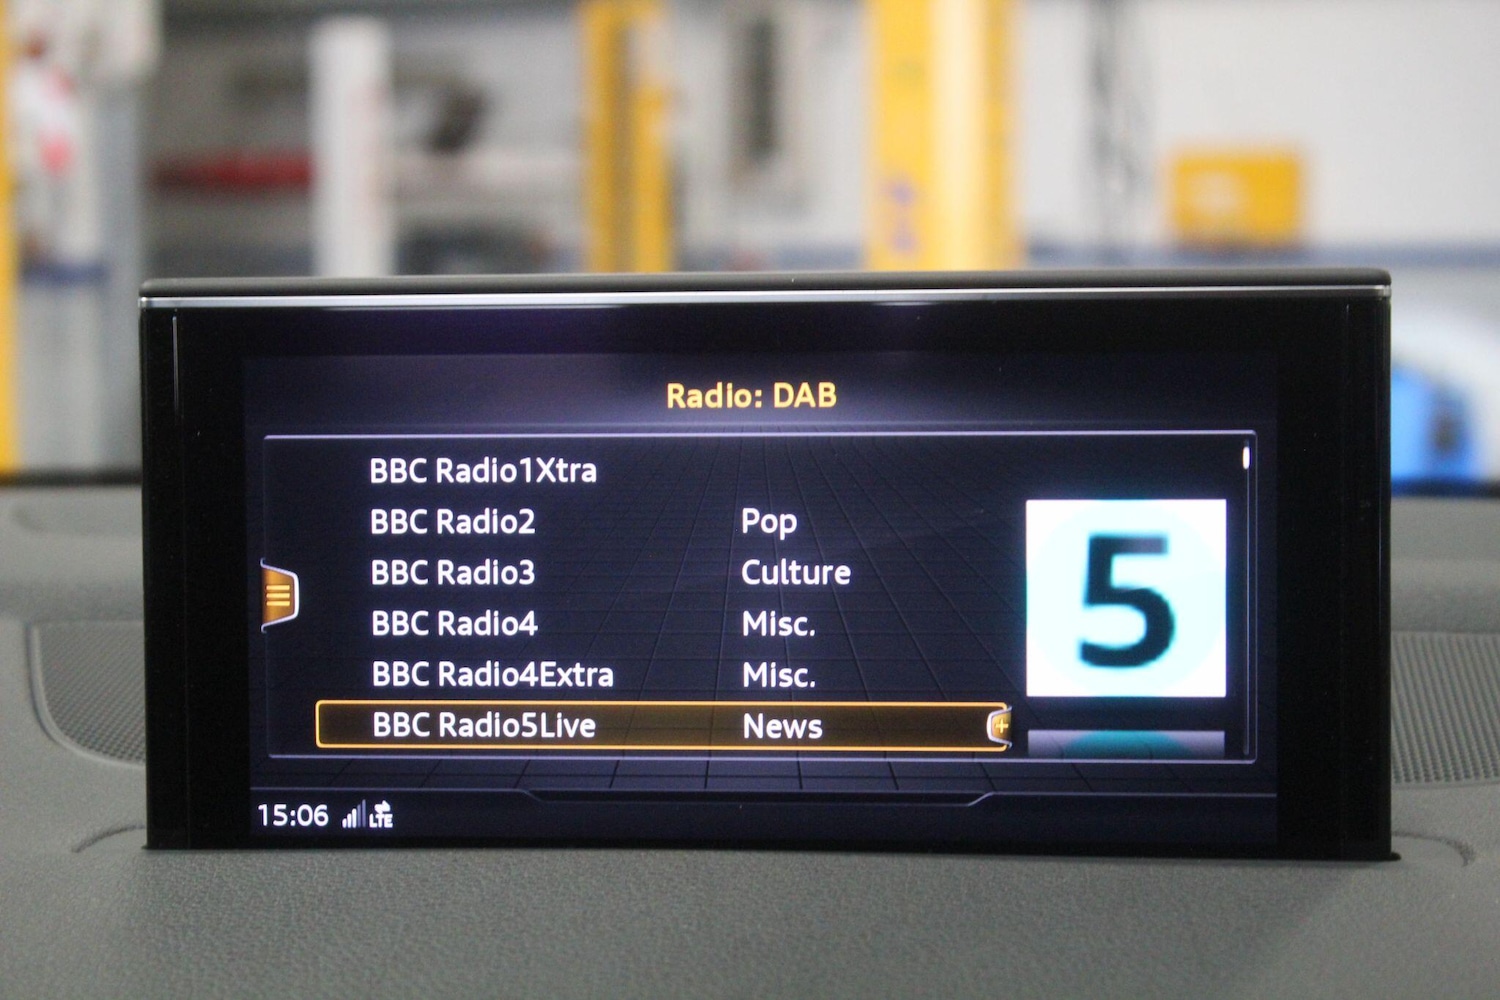 Radio: DAB
BBC Radio1Xtra
BBC Radio2 Pop
BBC Radio3 Culture
BBC Radio4 Misc.
BBC Radio4Extra Misc.
BBC Radio5Live News
5
15:06 LTE